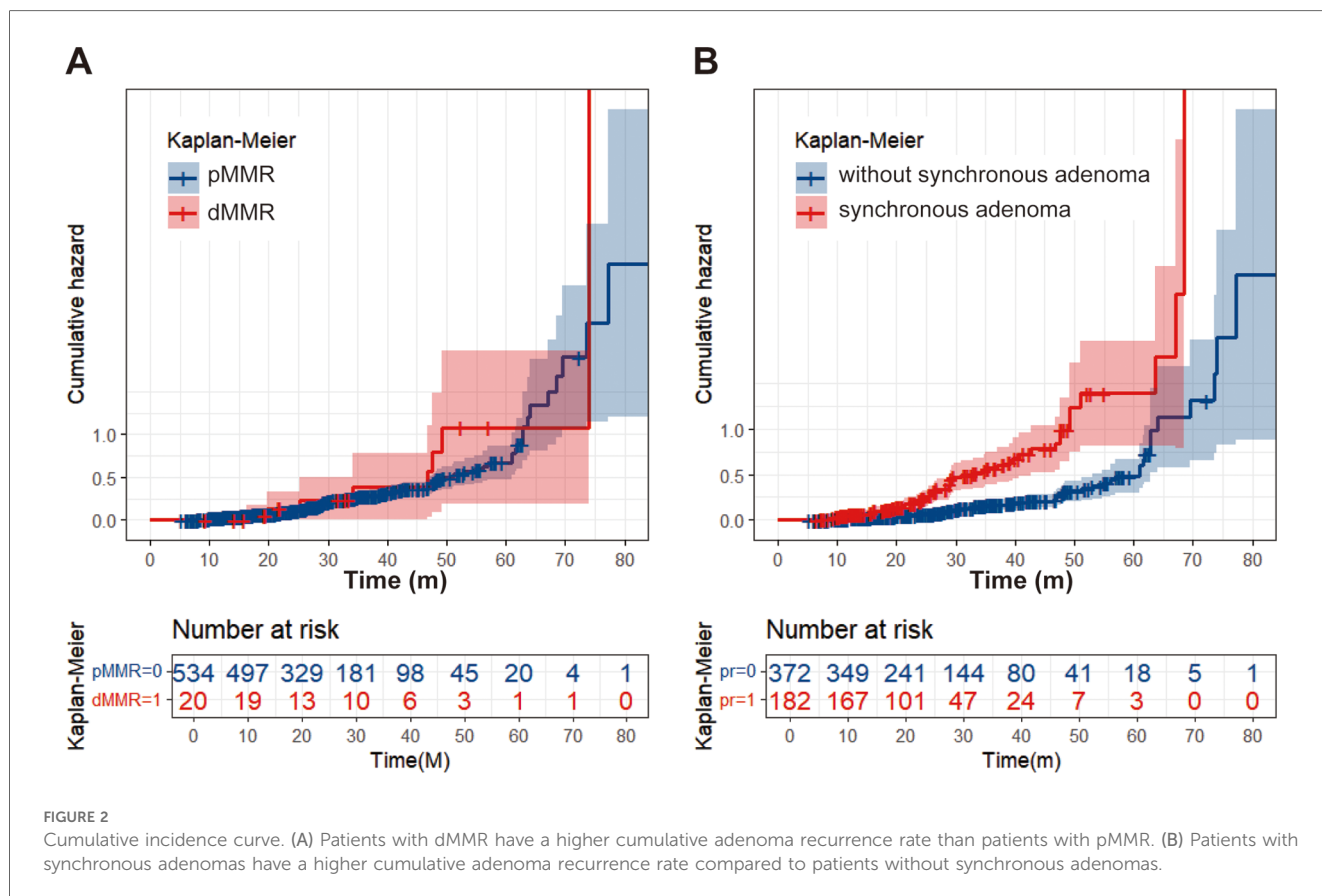 A
Kaplan-Meier
pMMR
dMMR
Cumulative hazard
1.0
0.5
0.0
0 10 20 30 40 50 60 70 80
Time (m)
Number at risk
Kaplan-Meier
pMMR=0 534 497 329 181 98 45 20 4 1
dMMR=1 20 19 13 10 6 3 1 1 0
0 10 20 30 40 50 60 70 80
Time(M)
B
Kaplan-Meier
without synchronous adenoma
synchronous adenoma
Cumulative hazard
1.0
0.5
0.0
0 10 20 30 40 50 60 70 80
Time (m)
Number at risk
Kaplan-Meier
pr=0 372 349 241 144 80 41 18 5 1
pr=1 182 167 101 47 24 7 3 0 0
0 10 20 30 40 50 60 70 80
Time(m)
FIGURE 2
Cumulative incidence curve. (A) Patients with dMMR have a higher cumulative adenoma recurrence rate than patients with pMMR. (B) Patients with
synchronous adenomas have a higher cumulative adenoma recurrence rate compared to patients without synchronous adenomas.